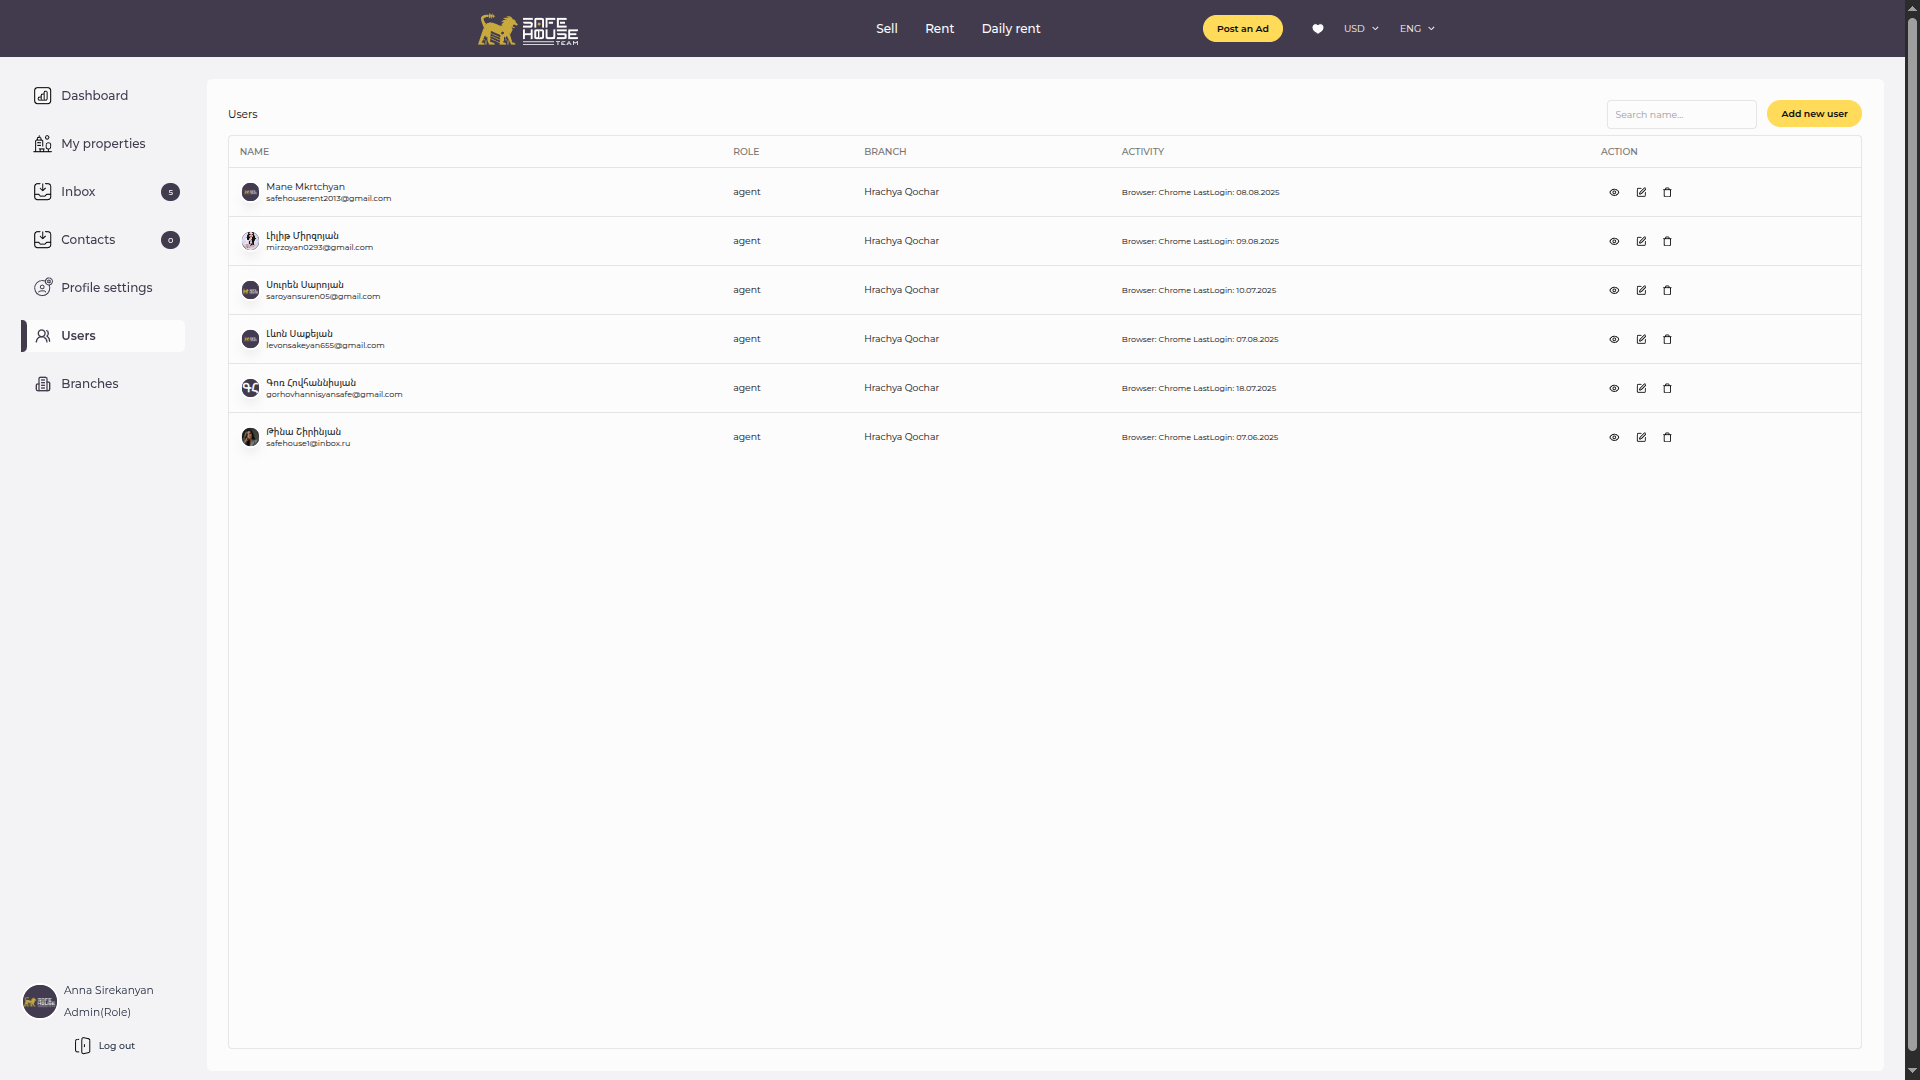 SAFE
HOUSE
TEAM
Sell
Rent
Daily rent
Post an Ad
USD
ENG
Dashboard
My properties
Inbox
5
Contacts
0
Profile settings
Users
Branches
Users
Search name...
Add new user
NAME
ROLE
BRANCH
ACTIVITY
ACTION
Mane Mkrtchyan
safehouserent2013@gmail.com
agent
Hrachya Qochar
Browser: Chrome LastLogin: 08.08.2025
Լիլիթ Միրզոյան
mirzoyan0293@gmail.com
agent
Hrachya Qochar
Browser: Chrome LastLogin: 09.08.2025
Սուրեն Սարոյան
saroyansuren05@gmail.com
agent
Hrachya Qochar
Browser: Chrome LastLogin: 10.07.2025
Լևոն Սաքեյան
levonsakeyan655@gmail.com
agent
Hrachya Qochar
Browser: Chrome LastLogin: 07.08.2025
ԳՀ
Գոռ Հովհաննիսյան
gorhovhannisyansafe@gmail.com
agent
Hrachya Qochar
Browser: Chrome LastLogin: 18.07.2025
Թինա Շիրինյան
safehouse1@inbox.ru
agent
Hrachya Qochar
Browser: Chrome LastLogin: 07.06.2025
Anna Sirekanyan
Admin(Role)
Log out